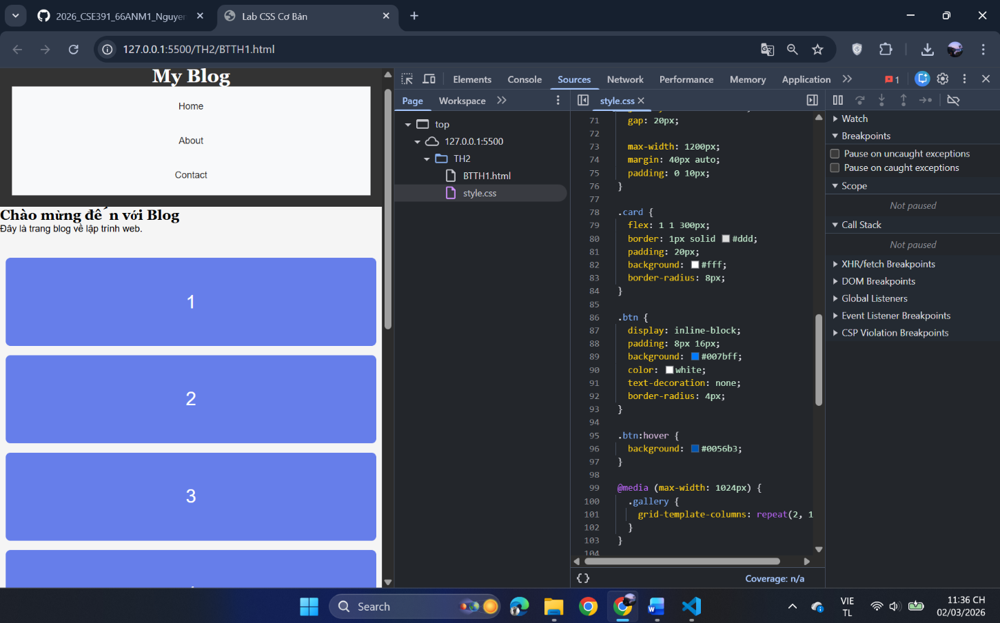 2026_CSE391_66ANM1_Nguyen
Lab CSS Cơ Bản
127.0.0.1:5500/TH2/BTTH1.html
My Blog
Home
About
Contact
Chào mừng đến với Blog
Đây là trang blog về lập trình web.
1
2
3
Elements
Console
Sources
Network
Performance
Memory
Application
1
Page
Workspace
top
127.0.0.1:5500
TH2
BTTH1.html
style.css
style.css
71 gap: 20px;
72
73 max-width: 1200px;
74 margin: 40px auto;
75 padding: 0 10px;
76 }
77
78 .card {
79 flex: 1 1 300px;
80 border: 1px solid #ddd;
81 padding: 20px;
82 background: #fff;
83 border-radius: 8px;
84 }
85
86 .btn {
87 display: inline-block;
88 padding: 8px 16px;
89 background: #007bff;
90 color: white;
91 text-decoration: none;
92 border-radius: 4px;
93 }
94
95 .btn:hover {
96 background: #0056b3;
97 }
98
99 @media (max-width: 1024px) {
100 .gallery {
101 grid-template-columns: repeat(2, 1
102 }
103 }
104
{}
Coverage: n/a
Watch
Breakpoints
Pause on uncaught exceptions
Pause on caught exceptions
Scope
Not paused
Call Stack
Not paused
XHR/fetch Breakpoints
DOM Breakpoints
Global Listeners
Event Listener Breakpoints
CSP Violation Breakpoints
Search
VIE
TL
11:36 CH
02/03/2026